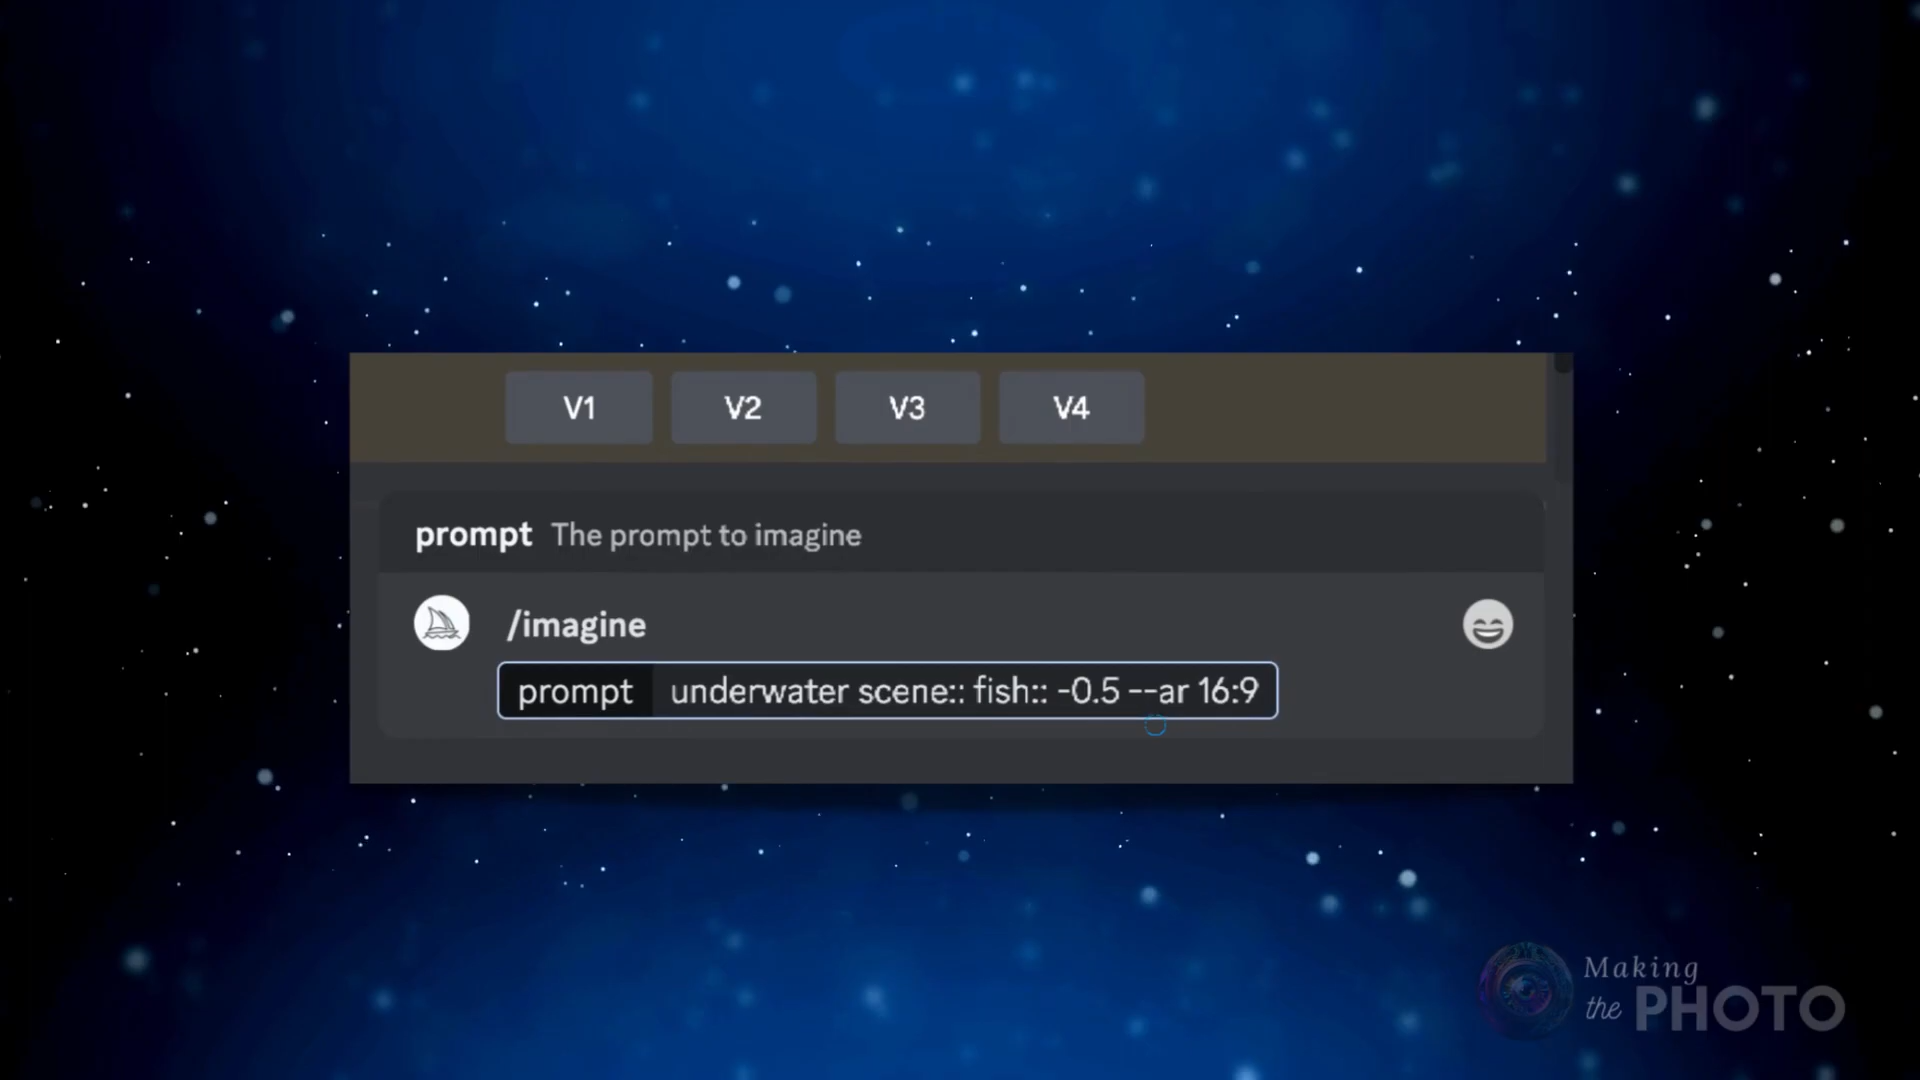 V1 V2 V3 V4
prompt The prompt to imagine
/imagine
prompt underwater scene:: fish:: -0.5 --ar 16:9
Making
the PHOTO